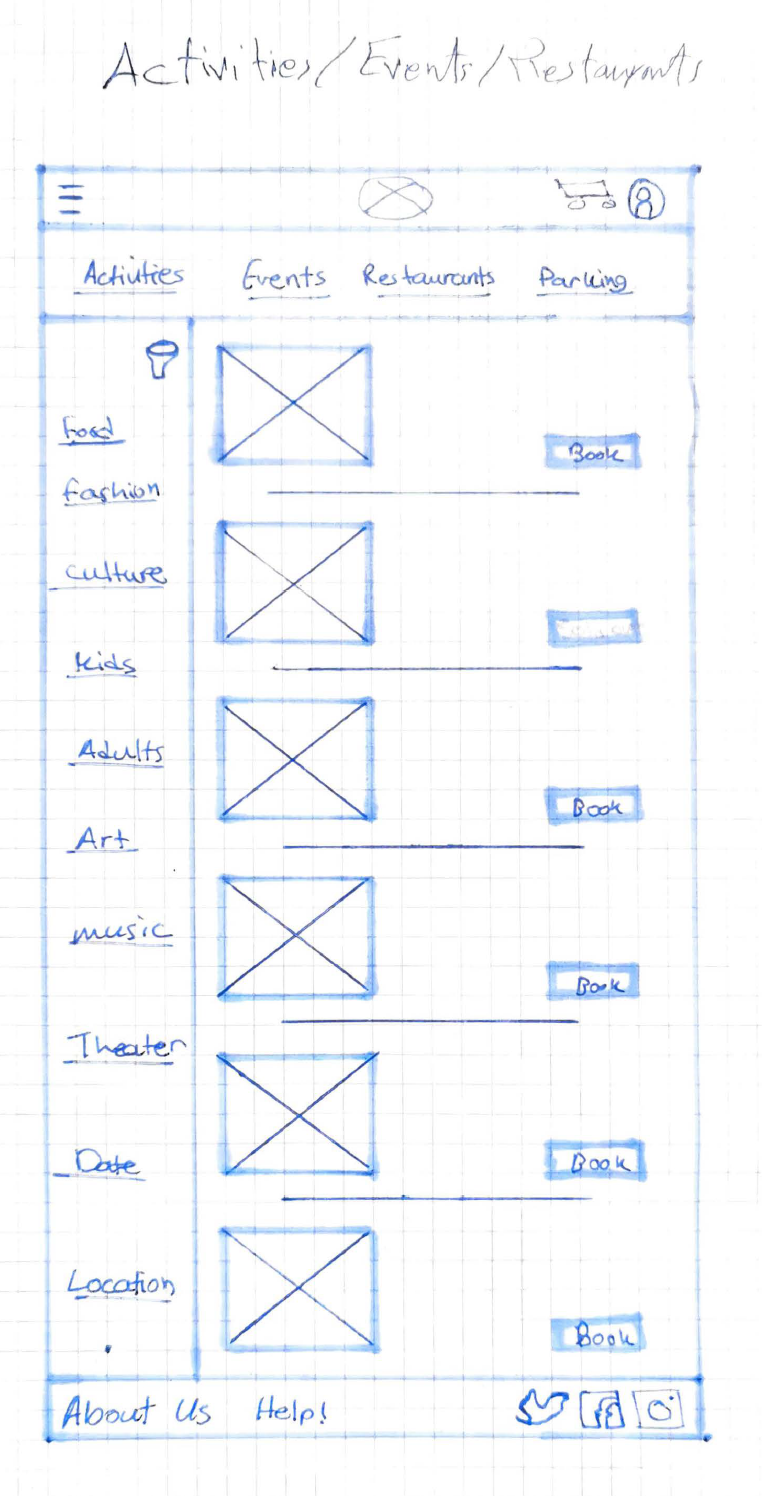 Activities/Events/Restaurants
Activities Events Restaurants Parking
Food
Book
fashion
culture
Kids
Adults
Book
Art
music
Book
Theater
Date
Book
Location
Book
About Us Help!